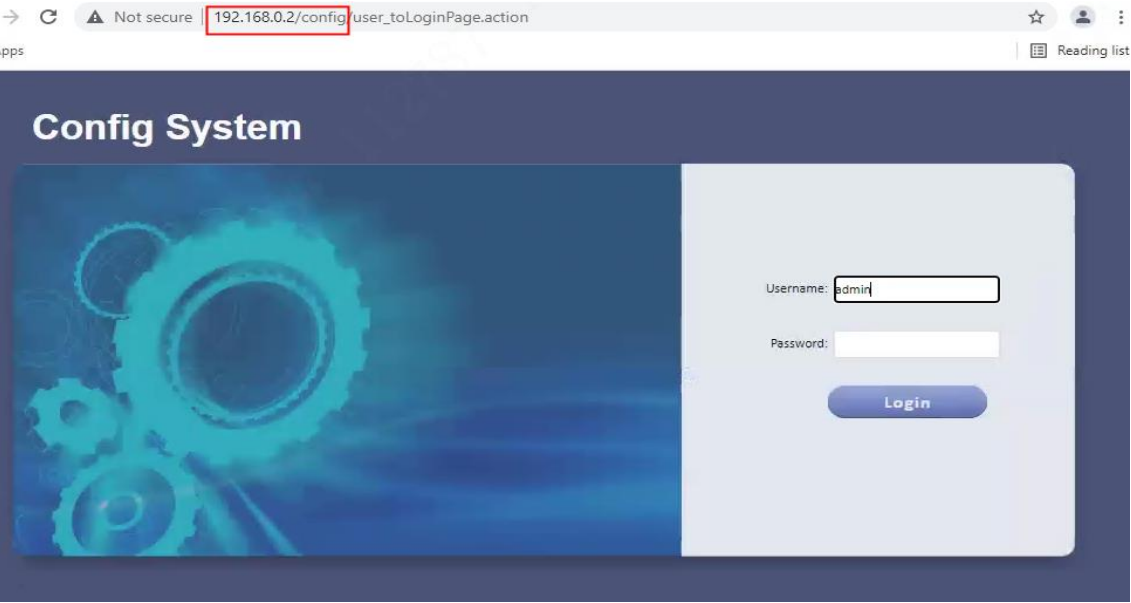 Not secure | 192.168.0.2/config/user_toLoginPage.action
pps
Reading list
Config System
Username: admin
Password:
Login